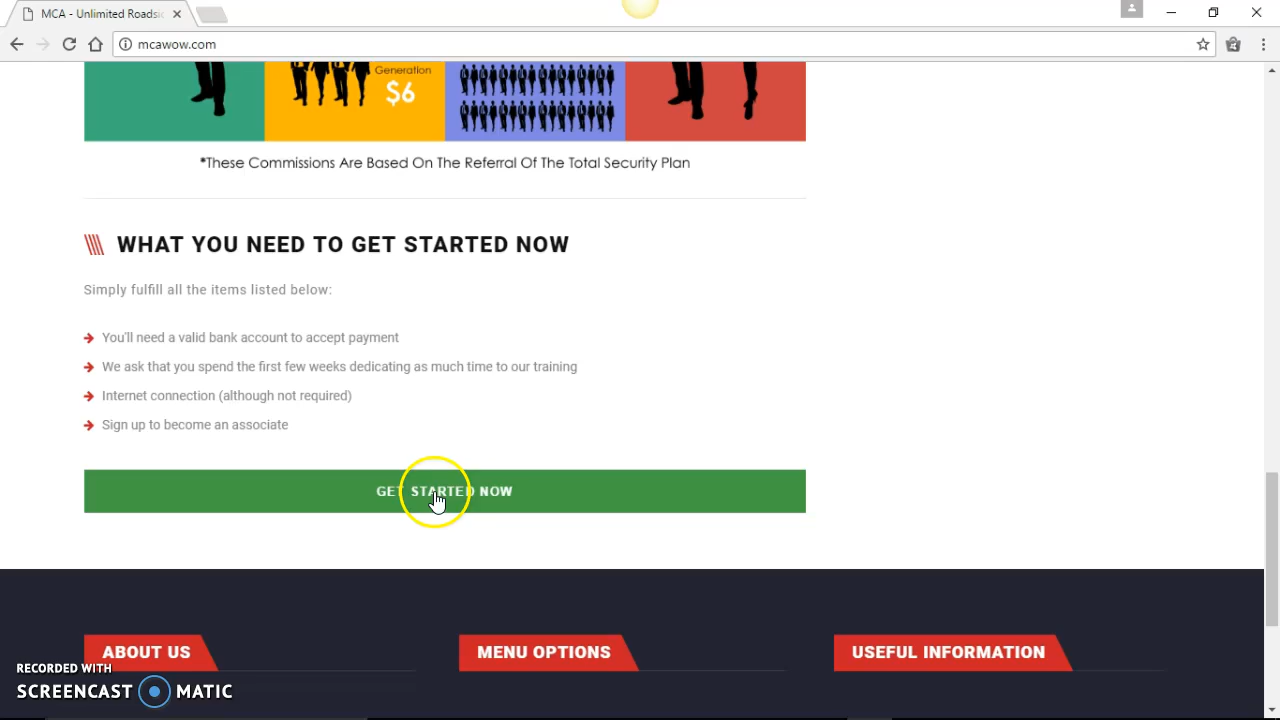 MCA - Unlimited Roadsi
mcawow.com
Generation
$6
*These Commissions Are Based On The Referral Of The Total Security Plan
WHAT YOU NEED TO GET STARTED NOW
Simply fulfill all the items listed below:
You'll need a valid bank account to accept payment
We ask that you spend the first few weeks dedicating as much time to our training
Internet connection (although not required)
Sign up to become an associate
GET STARTED NOW
ABOUT US
MENU OPTIONS
USEFUL INFORMATION
RECORDED WITH
SCREENCAST MATIC